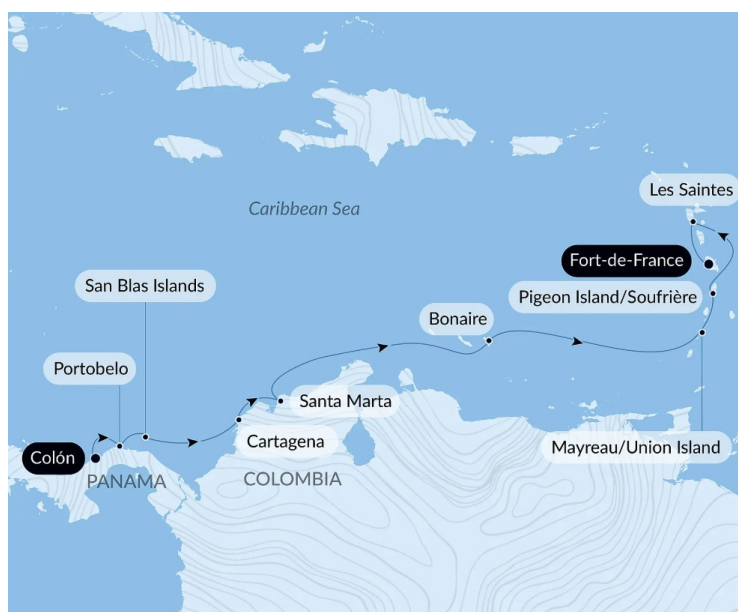 Les Saintes
Caribbean Sea
Fort-de-France
San Blas Islands
Pigeon Island/Soufrière
Bonaire
Portobelo
Santa Marta
Cartagena
Mayreau/Union Island
Colón
PANAMA
COLOMBIA